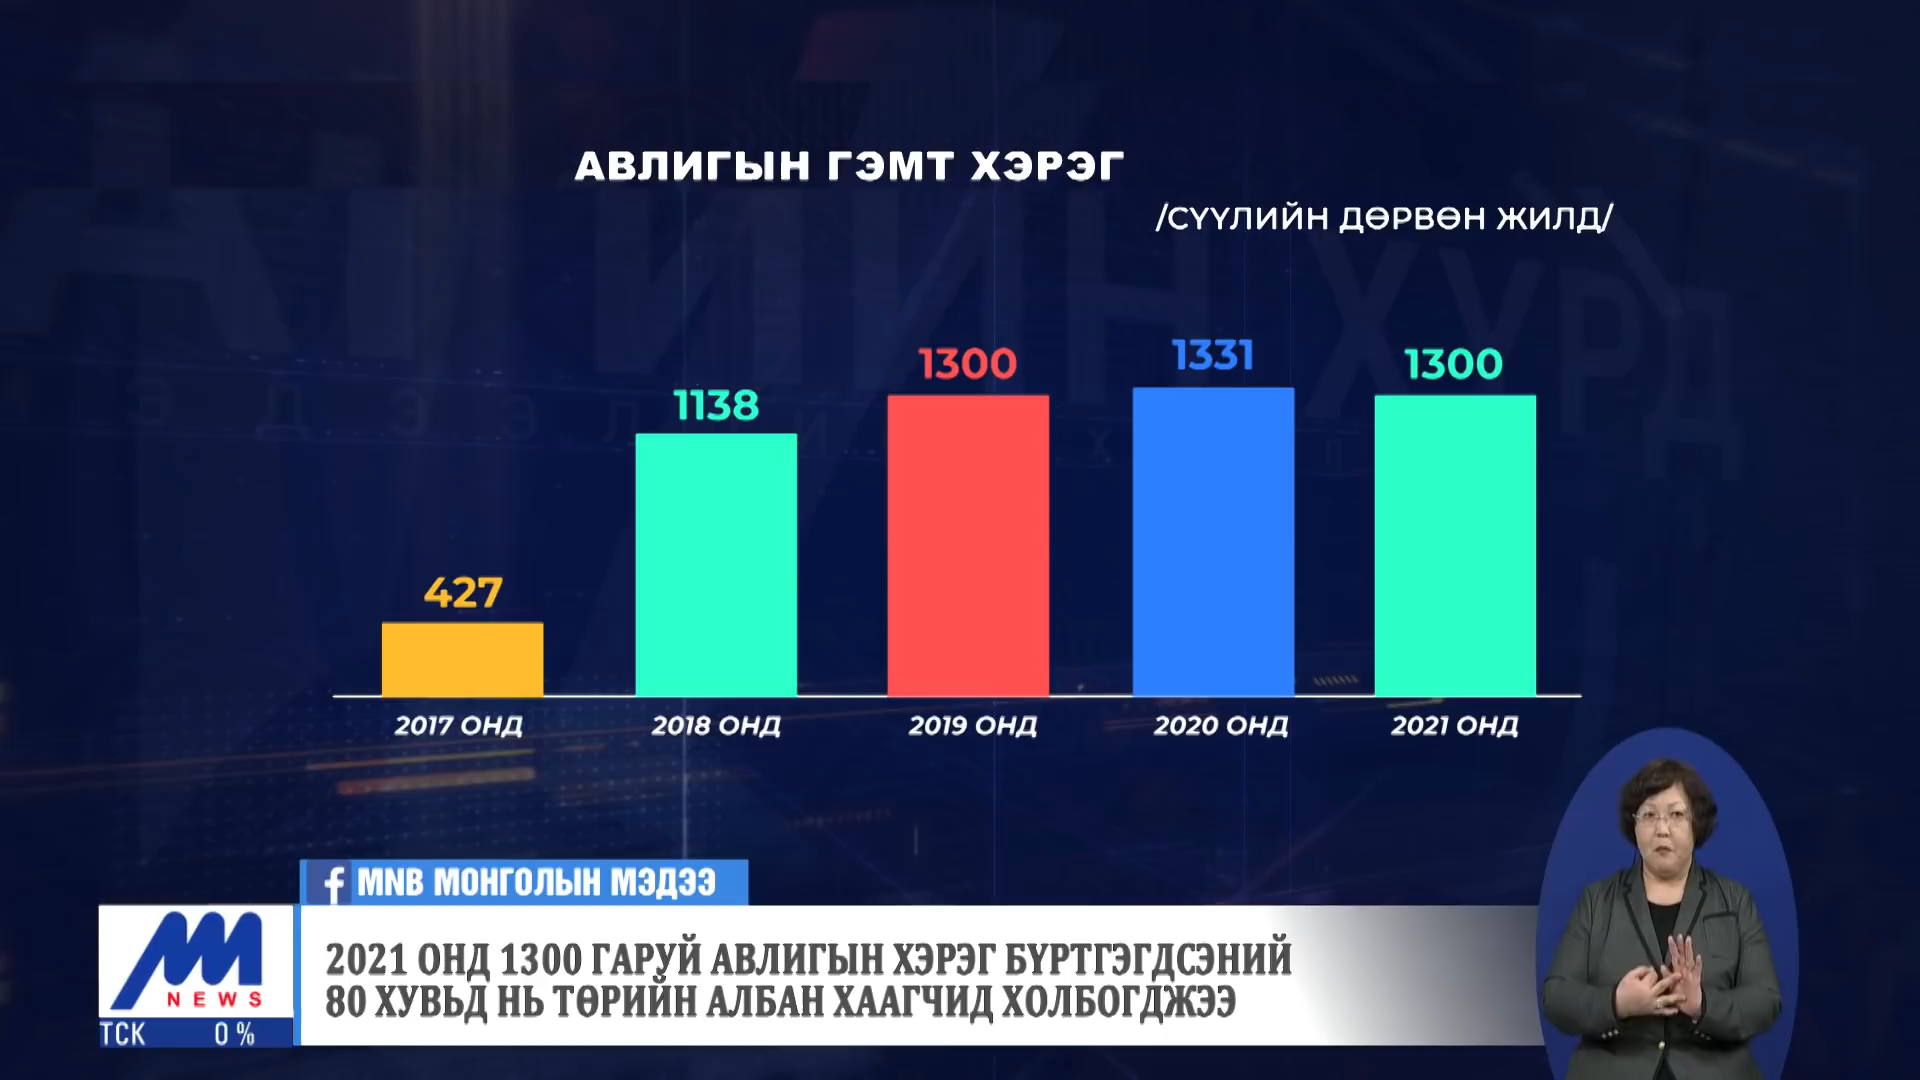 АВЛИГЫН ГЭМТ ХЭРЭГ
/СҮҮЛИЙН ДӨРВӨН ЖИЛД/
427
1138
1300
1331
1300
2017 ОНД
2018 ОНД
2019 ОНД
2020 ОНД
2021 ОНД
f MNB МОНГОЛЫН МЭДЭЭ
2021 ОНД 1300 ГАРУЙ АВЛИГЫН ХЭРЭГ БҮРТГЭГДСЭНИЙ
80 ХУВЬД НЬ ТӨРИЙН АЛБАН ХААГЧИД ХОЛБОГДЖЭЭ
NEWS
ТСК 0 %